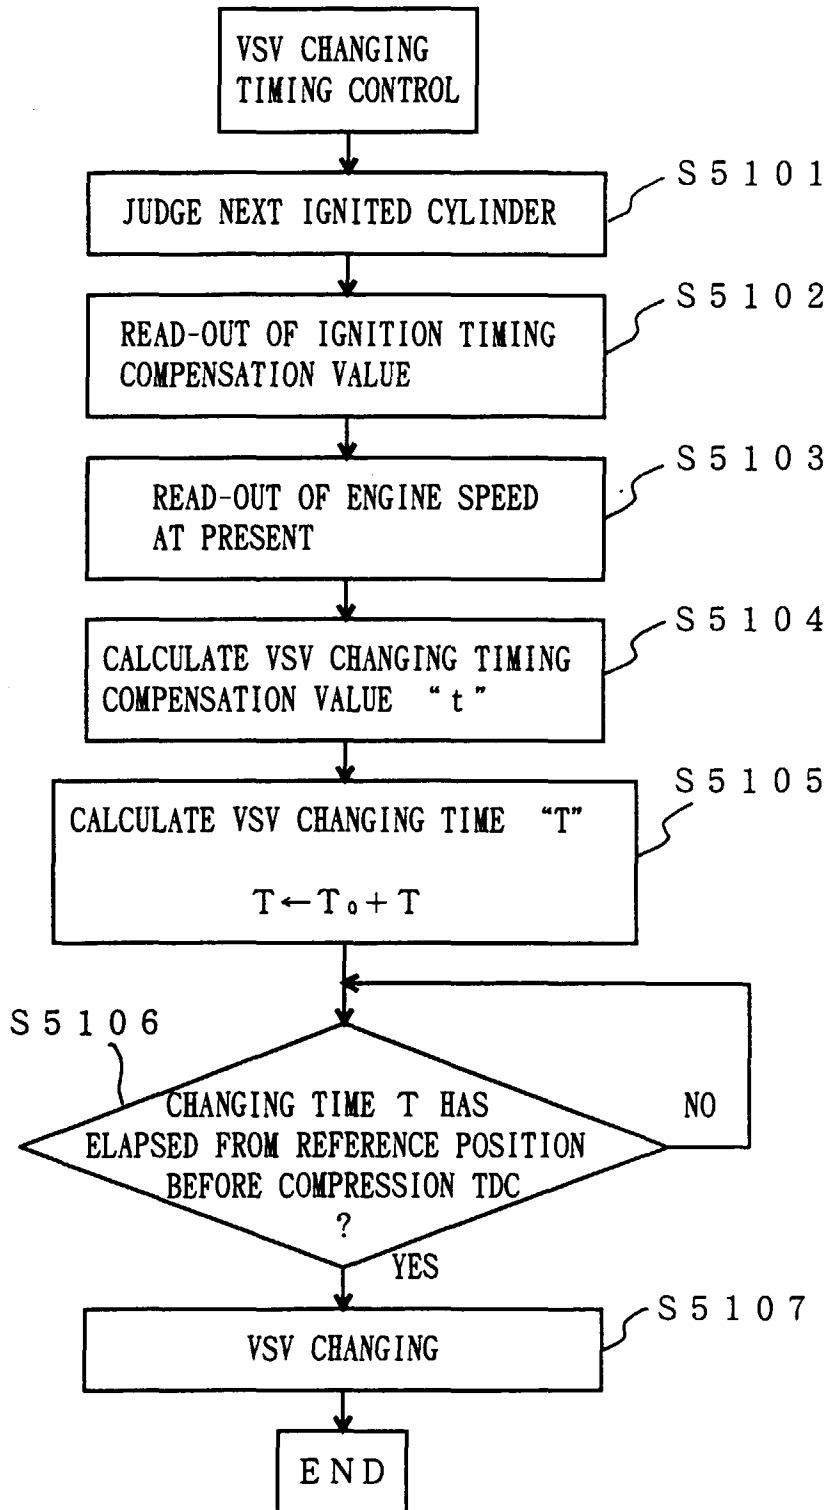 VSV CHANGING
TIMING CONTROL
S5101
JUDGE NEXT IGNITED CYLINDER
S5102
READ-OUT OF IGNITION TIMING
COMPENSATION VALUE
S5103
READ-OUT OF ENGINE SPEED
AT PRESENT
S5104
CALCULATE VSV CHANGING TIMING
COMPENSATION VALUE "t"
S5105
CALCULATE VSV CHANGING TIME "T"
T←T₀+T
S5106
CHANGING TIME T HAS
ELAPSED FROM REFERENCE POSITION
BEFORE COMPRESSION TDC
?
NO
YES
S5107
VSV CHANGING
END